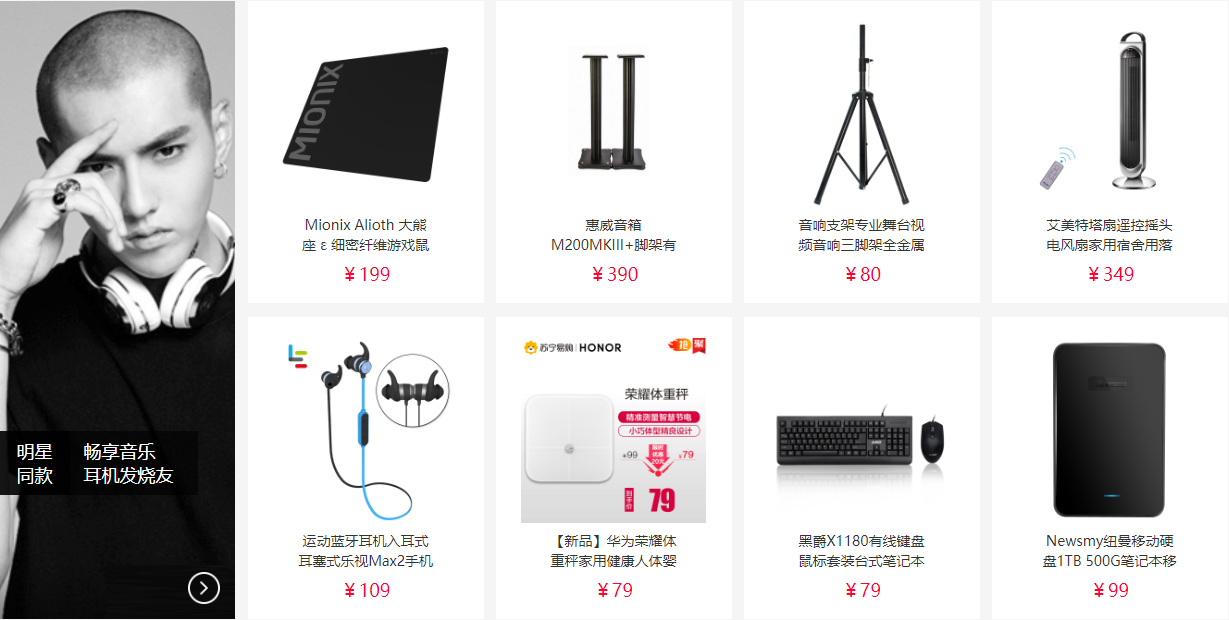 明星 畅享音乐
同款 耳机发烧友
MIONIX
Mionix Alioth 大熊
座 ε 细密纤维游戏鼠
¥ 199
惠威音箱
M200MKIII+脚架有
¥ 390
音响支架专业舞台视
频音响三脚架全金属
¥ 80
艾美特塔扇遥控摇头
电风扇家用宿舍用落
¥ 349
运动蓝牙耳机入耳式
耳塞式乐视Max2手机
¥ 109
苏宁易购 HONOR
抢 聚
荣耀体重秤
精准测量智慧节电
小巧体型精良设计
¥99
限时
优惠
20元
¥79
到手价
79
【新品】华为荣耀体
重秤家用健康人体婴
¥ 79
黑爵X1180有线键盘
鼠标套装台式笔记本
¥ 79
Newsmy纽曼移动硬
盘1TB 500G笔记本移
¥ 99